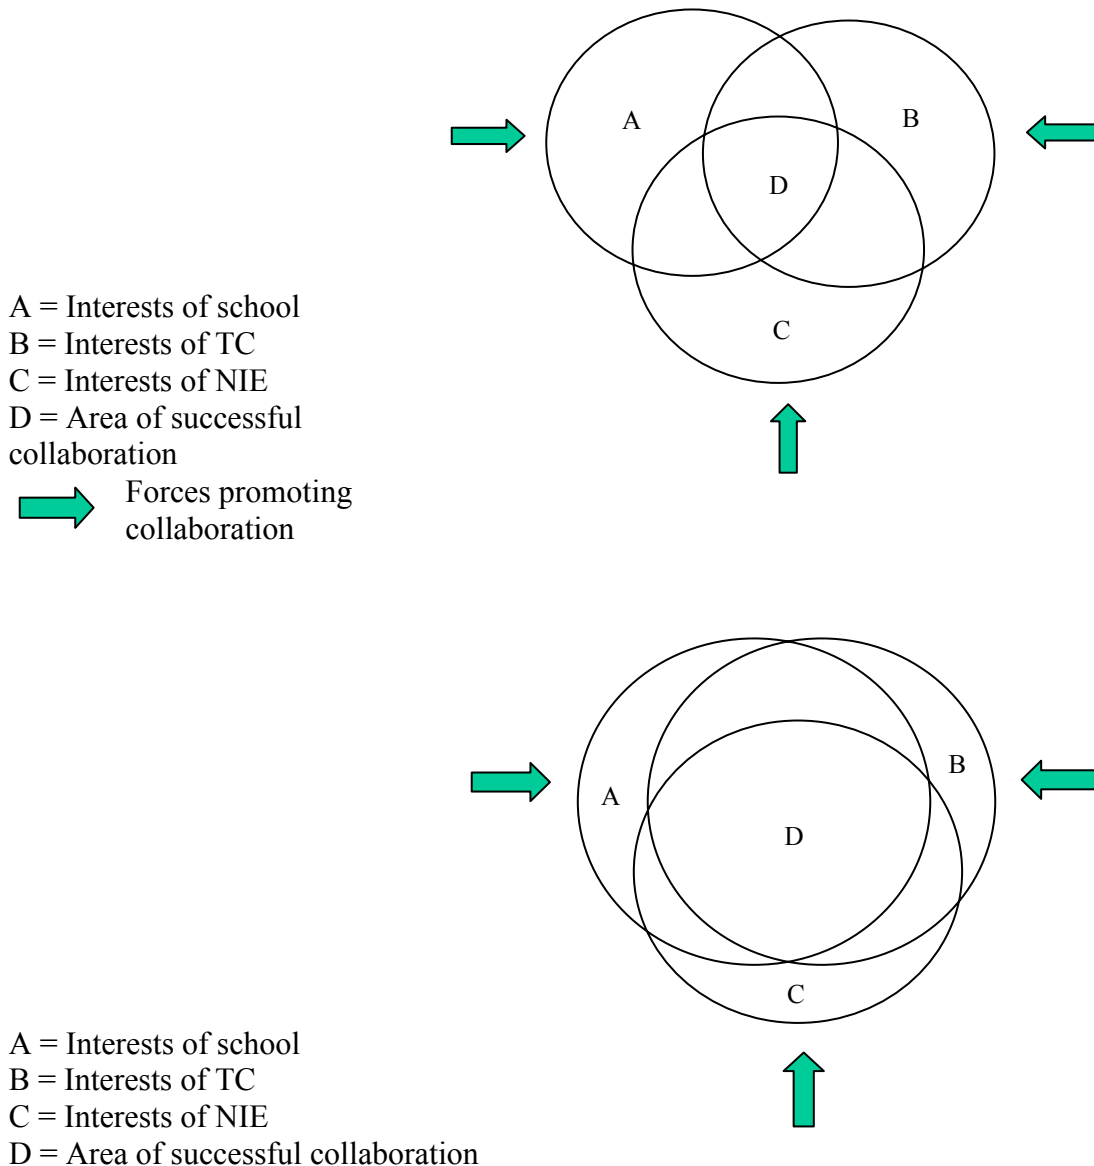 A
B
D
C
A = Interests of school
B = Interests of TC
C = Interests of NIE
D = Area of successful
collaboration
Forces promoting
collaboration
B
A
D
C
A = Interests of school
B = Interests of TC
C = Interests of NIE
D = Area of successful collaboration